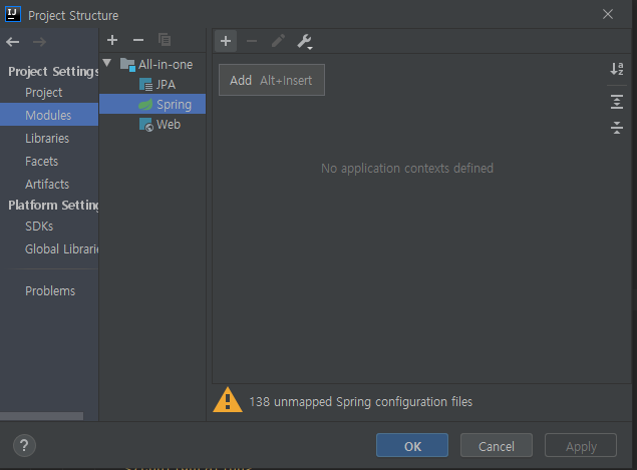 IJ
Project Structure
Project Settings
Project
Modules
Libraries
Facets
Artifacts
Platform Setting
SDKs
Global Librarie
Problems
All-in-one
JPA
Spring
Web
Add Alt+Insert
No application contexts defined
138 unmapped Spring configuration files
?
OK
Cancel
Apply